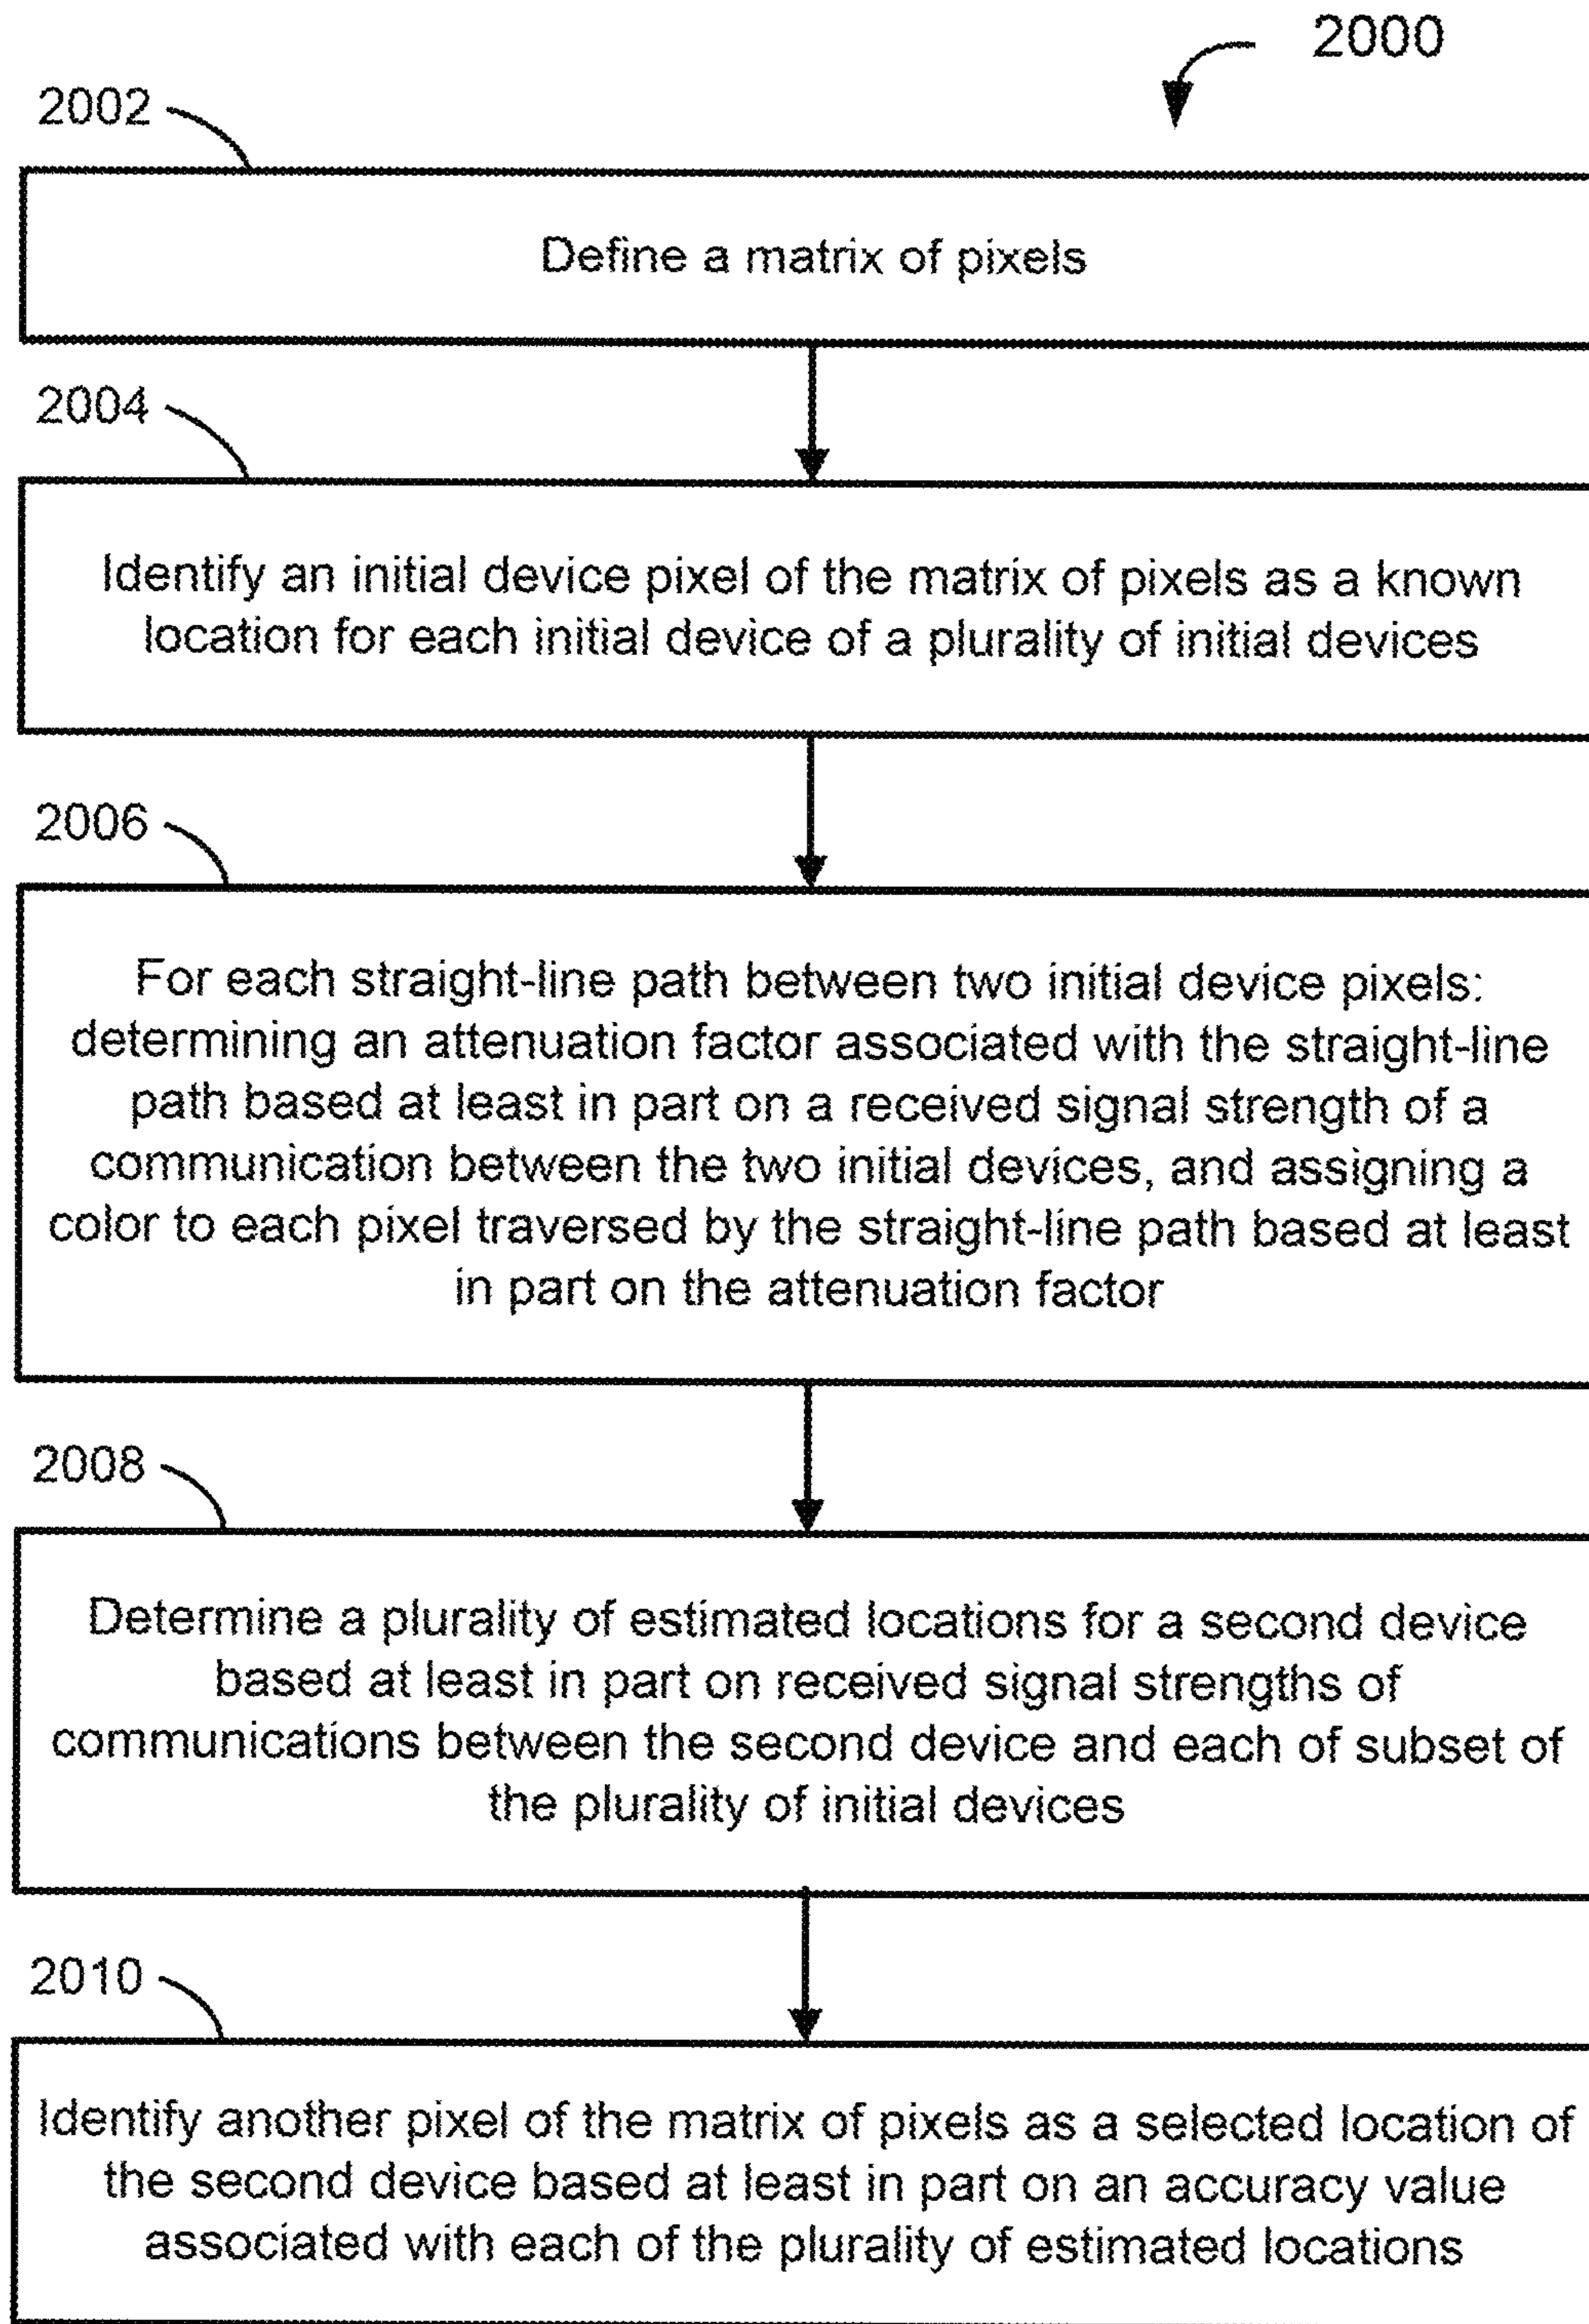 2000
2002
Define a matrix of pixels
2004
Identify an initial device pixel of the matrix of pixels as a known
location for each initial device of a plurality of initial devices
2006
For each straight-line path between two initial device pixels:
determining an attenuation factor associated with the straight-line
path based at least in part on a received signal strength of a
communication between the two initial devices, and assigning a
color to each pixel traversed by the straight-line path based at least
in part on the attenuation factor
2008
Determine a plurality of estimated locations for a second device
based at least in part on received signal strengths of
communications between the second device and each of subset of
the plurality of initial devices
2010
Identify another pixel of the matrix of pixels as a selected location of
the second device based at least in part on an accuracy value
associated with each of the plurality of estimated locations